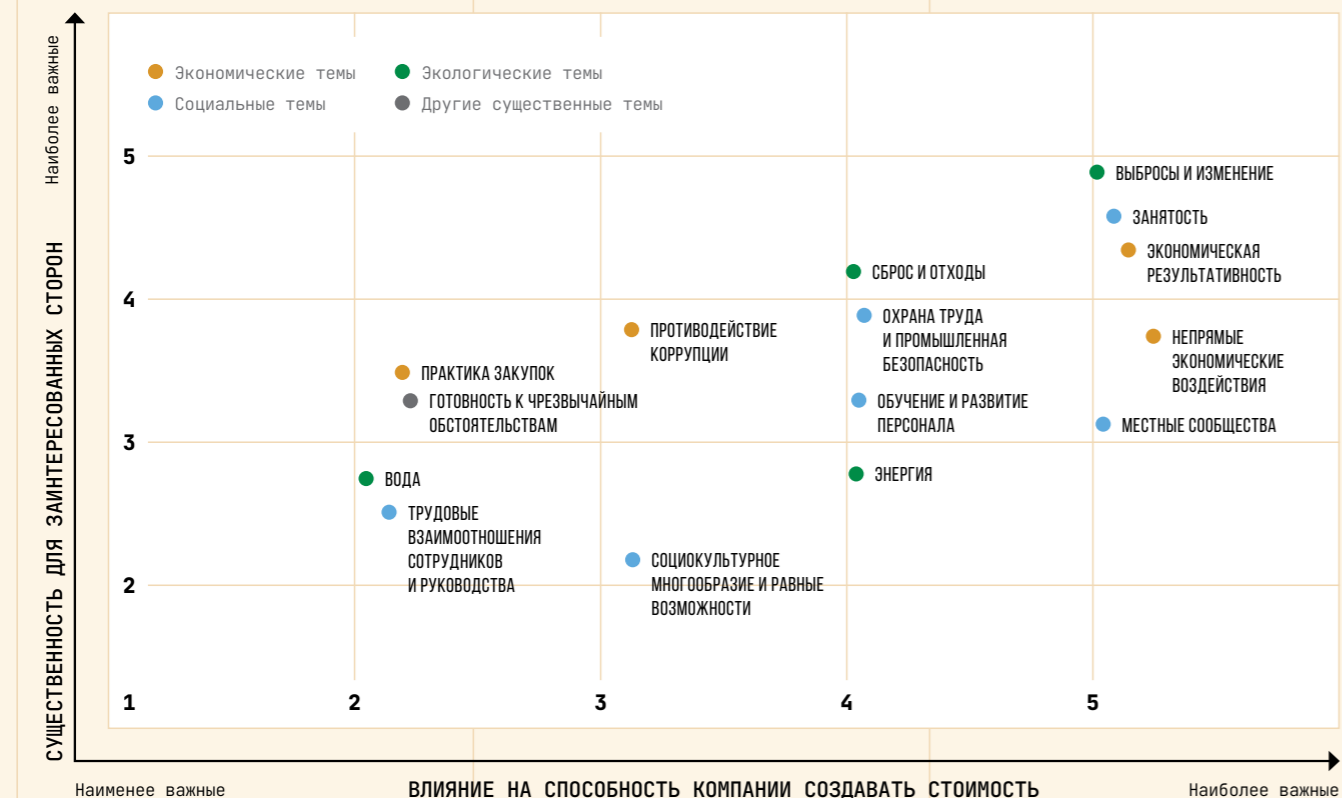 Наиболее важные
СУЩЕСТВЕННОСТЬ ДЛЯ ЗАИНТЕРЕСОВАННЫХ СТОРОН
Экономические темы
Экологические темы
Социальные темы
Другие существенные темы
5
ВЫБРОСЫ И ИЗМЕНЕНИЕ
ЗАНЯТОСТЬ
ЭКОНОМИЧЕСКАЯ
РЕЗУЛЬТАТИВНОСТЬ
СБРОС И ОТХОДЫ
4
ОХРАНА ТРУДА
И ПРОМЫШЛЕННАЯ
БЕЗОПАСНОСТЬ
ПРОТИВОДЕЙСТВИЕ
КОРРУПЦИИ
НЕПРЯМЫЕ
ЭКОНОМИЧЕСКИЕ
ВОЗДЕЙСТВИЯ
ПРАКТИКА ЗАКУПОК
ГОТОВНОСТЬ К ЧРЕЗВЫЧАЙНЫМ
ОБСТОЯТЕЛЬСТВАМ
ОБУЧЕНИЕ И РАЗВИТИЕ
ПЕРСОНАЛА
МЕСТНЫЕ СООБЩЕСТВА
3
ВОДА
ЭНЕРГИЯ
ТРУДОВЫЕ
ВЗАИМООТНОШЕНИЯ
СОТРУДНИКОВ
И РУКОВОДСТВА
СОЦИОКУЛЬТУРНОЕ
МНОГООБРАЗИЕ И РАВНЫЕ
ВОЗМОЖНОСТИ
2
1
2
3
4
5
Наименее важные
ВЛИЯНИЕ НА СПОСОБНОСТЬ КОМПАНИИ СОЗДАВАТЬ СТОИМОСТЬ
Наиболее важные